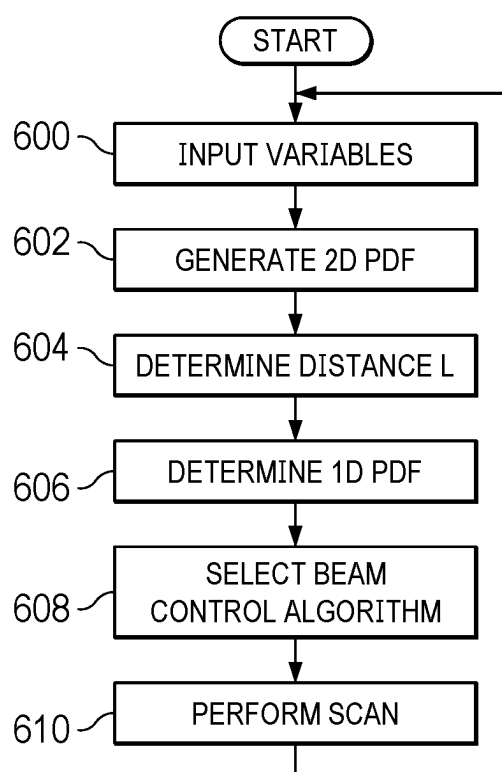 START
600
INPUT VARIABLES
602
GENERATE 2D PDF
604
DETERMINE DISTANCE L
606
DETERMINE 1D PDF
608
SELECT BEAM
CONTROL ALGORITHM
610
PERFORM SCAN